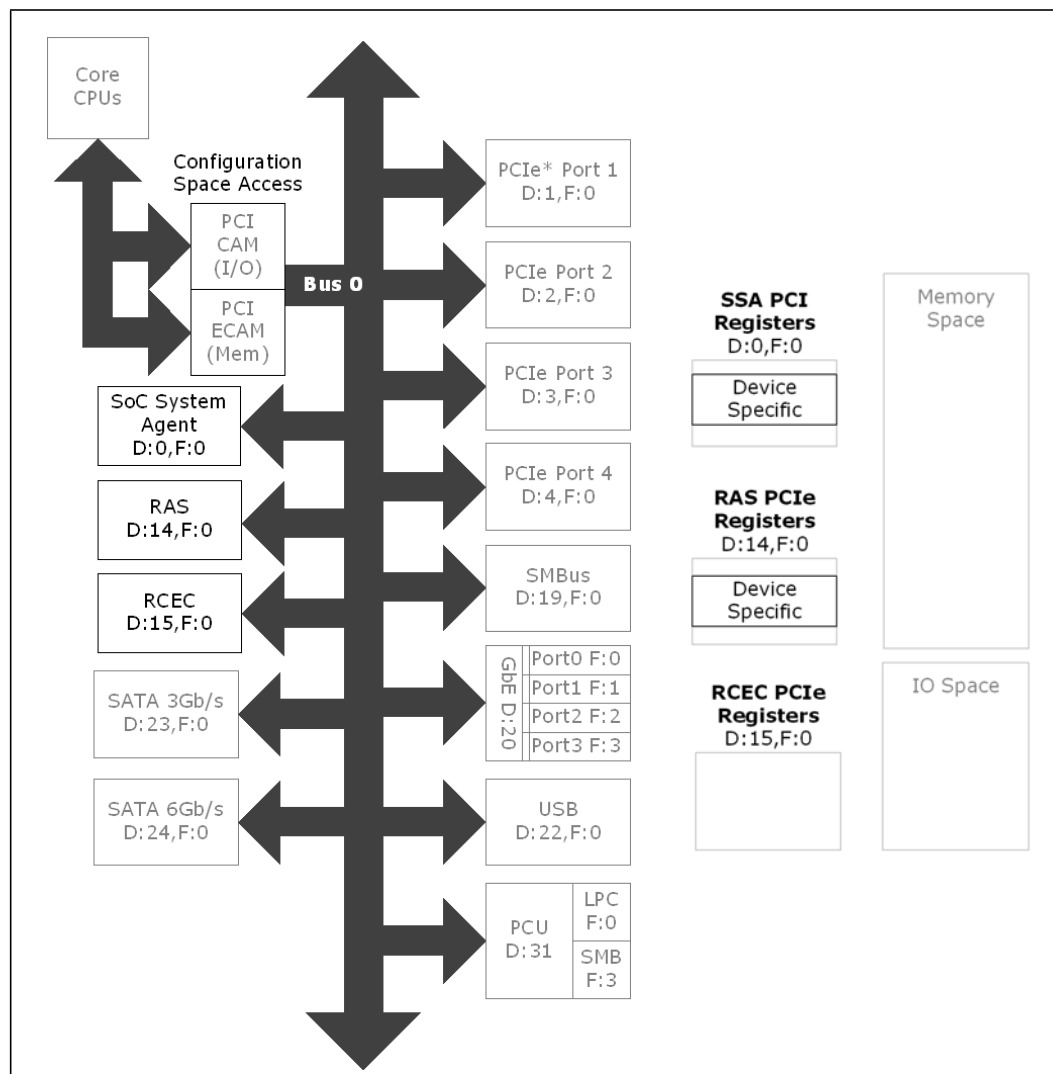 Core
CPUs
Configuration
Space Access
PCI
CAM
(I/O)
PCI
ECAM
(Mem)
Bus 0
SoC System
Agent
D:0,F:0
RAS
D:14,F:0
RCEC
D:15,F:0
SATA 3Gb/s
D:23,F:0
SATA 6Gb/s
D:24,F:0
PCIe* Port 1
D:1,F:0
PCIe Port 2
D:2,F:0
PCIe Port 3
D:3,F:0
PCIe Port 4
D:4,F:0
SMBus
D:19,F:0
GbE D:20
Port0 F:0
Port1 F:1
Port2 F:2
Port3 F:3
USB
D:22,F:0
PCU
D:31
LPC
F:0
SMB
F:3
SSA PCI
Registers
D:0,F:0
Device
Specific
RAS PCIe
Registers
D:14,F:0
Device
Specific
RCEC PCIe
Registers
D:15,F:0
Memory
Space
IO Space